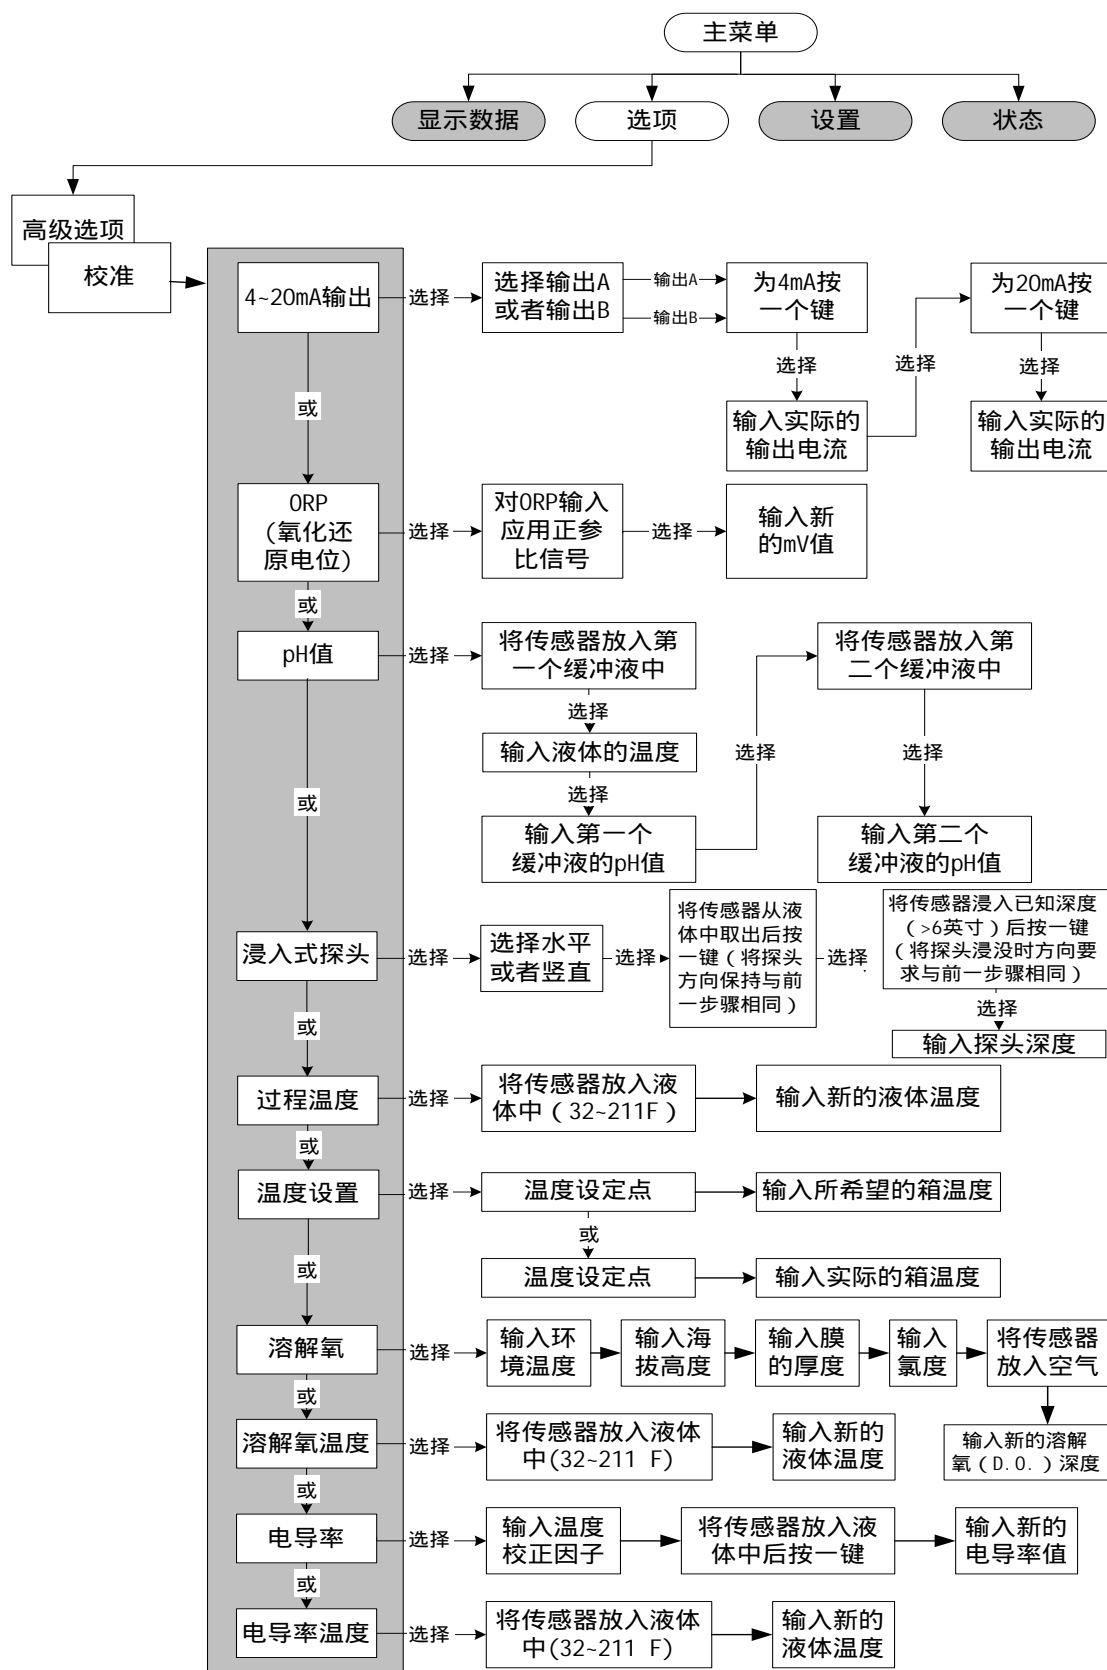 主菜单
显示数据
选项
设置
状态
高级选项
校准
4~20mA输出
选择
选择输出A
或者输出B
输出A
输出B
为4mA按
一个键
选择
输入实际的
输出电流
选择
为20mA按
一个键
选择
输入实际的
输出电流
或
ORP
(氧化还
原电位)
选择
对ORP输入
应用正参
比信号
选择
输入新
的mV值
或
pH值
选择
将传感器放入第
一个缓冲液中
选择
输入液体的温度
选择
输入第一个
缓冲液的pH值
选择
将传感器放入第
二个缓冲液中
选择
输入第二个
缓冲液的pH值
或
浸入式探头
选择
选择水平
或者竖直
选择
将传感器从液
体中取出后按
一键（将探头
方向保持与前
一步骤相同）
选择
将传感器浸入已知深度
（>6英寸）后按一键
（将探头浸没时方向要
求与前一步骤相同）
选择
输入探头深度
或
过程温度
选择
将传感器放入液
体中（32~211F）
输入新的液体温度
或
温度设置
选择
温度设定点
输入所希望的箱温度
或
温度设定点
输入实际的箱温度
或
溶解氧
选择
输入环
境温度
输入海
拔高度
输入膜
的厚度
输入
氯度
将传感器
放入空气
输入新的溶解
氧（D.O.）深度
或
溶解氧温度
选择
将传感器放入液体
中(32~211 F)
输入新的
液体温度
或
电导率
选择
输入温度
校正因子
将传感器放入液
体中后按一键
输入新的
电导率值
或
电导率温度
选择
将传感器放入液体
中(32~211 F)
输入新的
液体温度